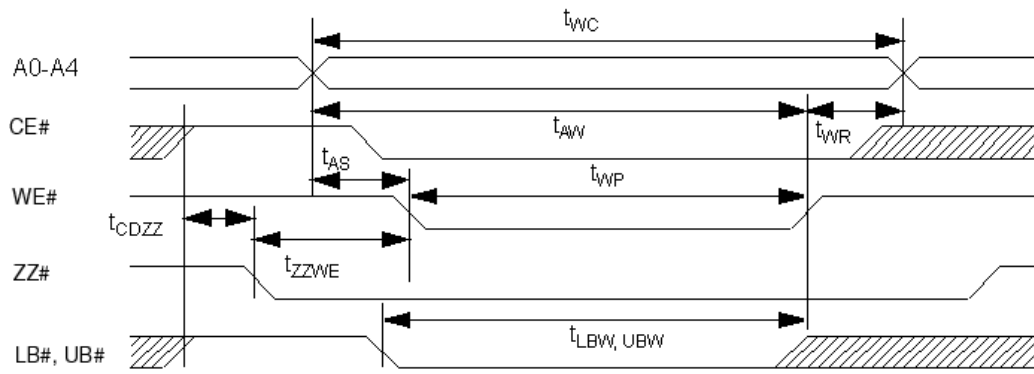 tWC
A0-A4
CE#
tAW
tWR
tAS
tWP
WE#
tCDZZ
tZZWE
ZZ#
tLBW, UBW
LB#, UB#